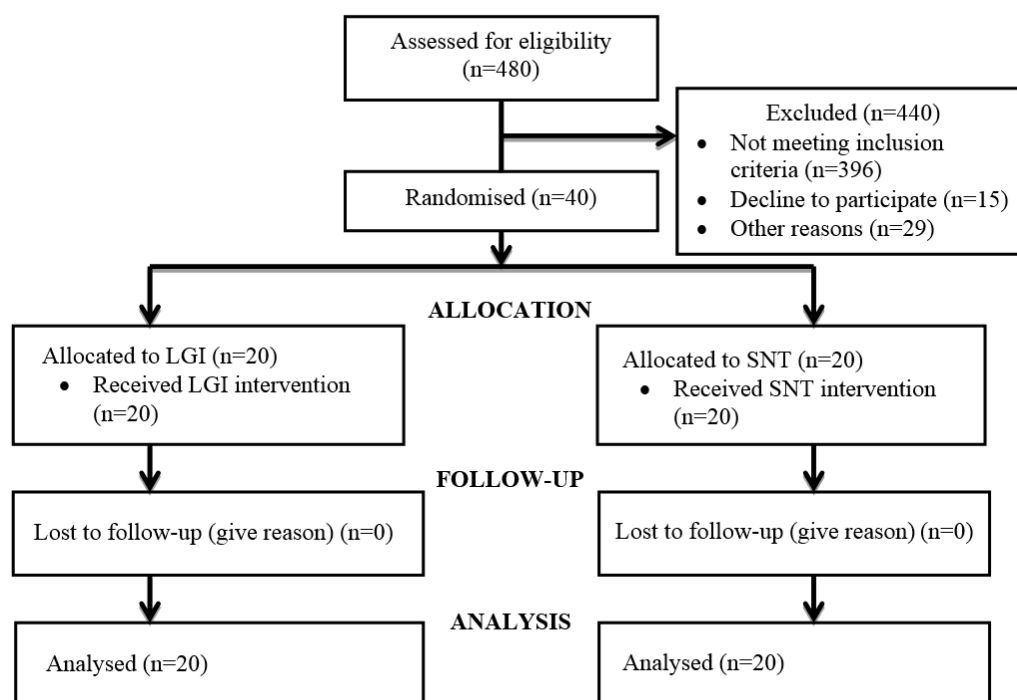 Assessed for eligibility
(n=480)
Excluded (n=440)
• Not meeting inclusion
criteria (n=396)
• Decline to participate (n=15)
• Other reasons (n=29)
Randomised (n=40)
ALLOCATION
Allocated to LGI (n=20)
• Received LGI intervention
(n=20)
Allocated to SNT (n=20)
• Received SNT intervention
(n=20)
FOLLOW-UP
Lost to follow-up (give reason) (n=0)
Lost to follow-up (give reason) (n=0)
ANALYSIS
Analysed (n=20)
Analysed (n=20)